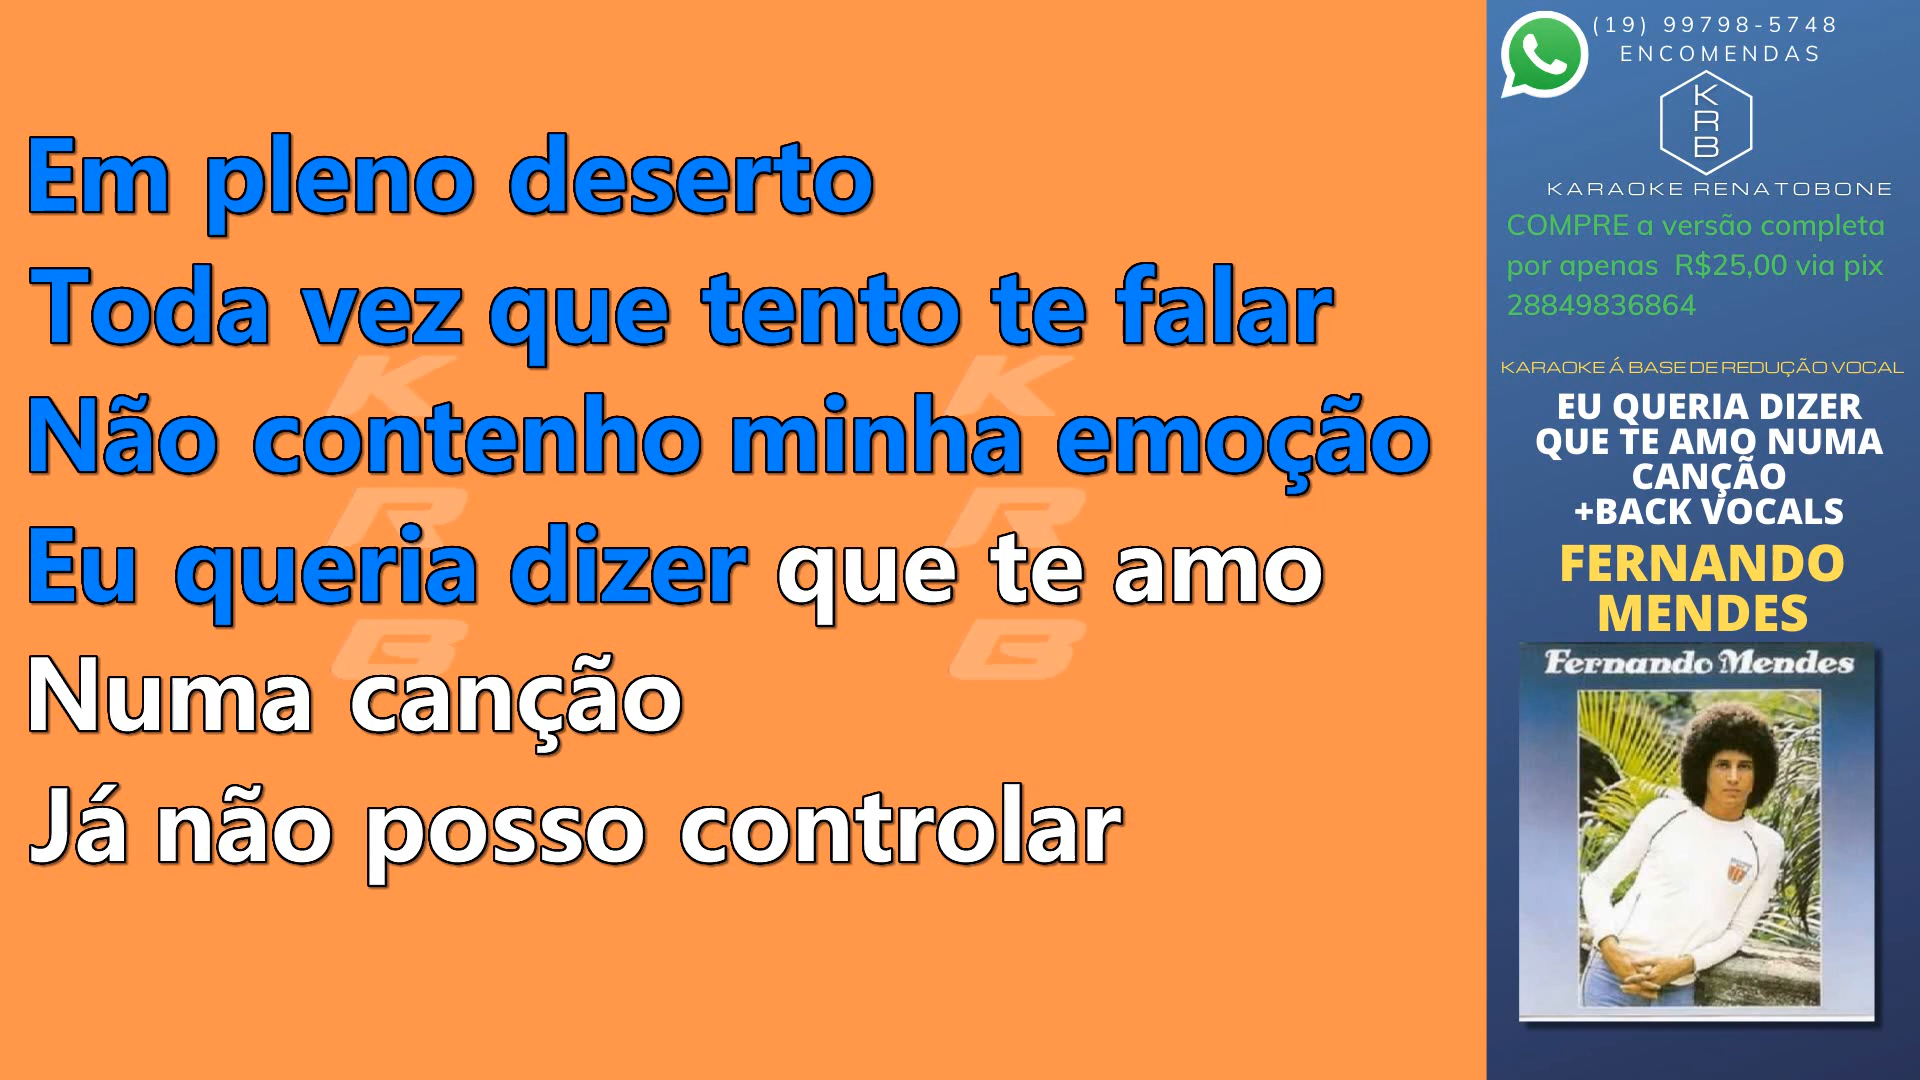 Em pleno deserto
Toda vez que tento te falar
Não contenho minha emoção
Eu queria dizer que te amo
Numa canção
Já não posso controlar
K
R
B
K
R
B
(19) 99798-5748
ENCOMENDAS
K
R
B
KARAOKE RENATOBONE
COMPRE a versão completa
por apenas R$25,00 via pix
28849836864
KARAOKE Á BASE DE REDUÇÃO VOCAL
EU QUERIA DIZER
QUE TE AMO NUMA
CANÇÃO
+BACK VOCALS
FERNANDO
MENDES
Fernando Mendes